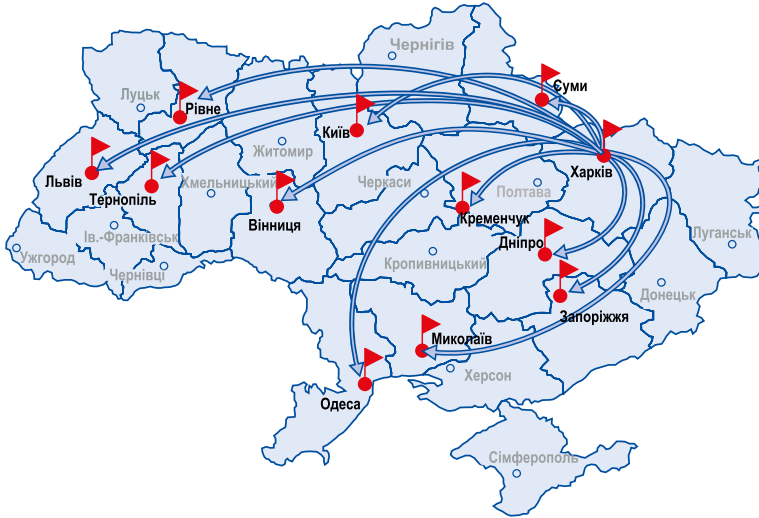 Чернігів
Суми
Луцьк
Рівне
Київ
Житомир
Харків
Львів
Тернопіль
Хмельницький
Черкаси
Полтава
Вінниця
Кременчук
Ів.-Франківськ
Дніпро
Луганськ
Ужгород
Чернівці
Кропивницький
Донецьк
Запоріжжя
Миколаїв
Херсон
Одеса
Сімферополь